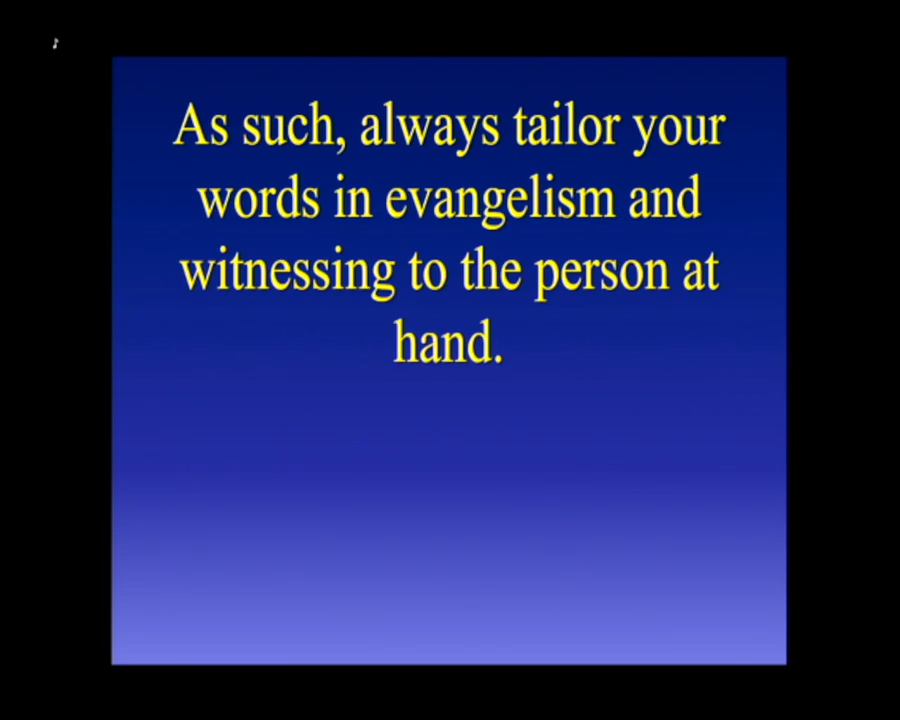 As such, always tailor your
words in evangelism and
witnessing to the person at
hand.